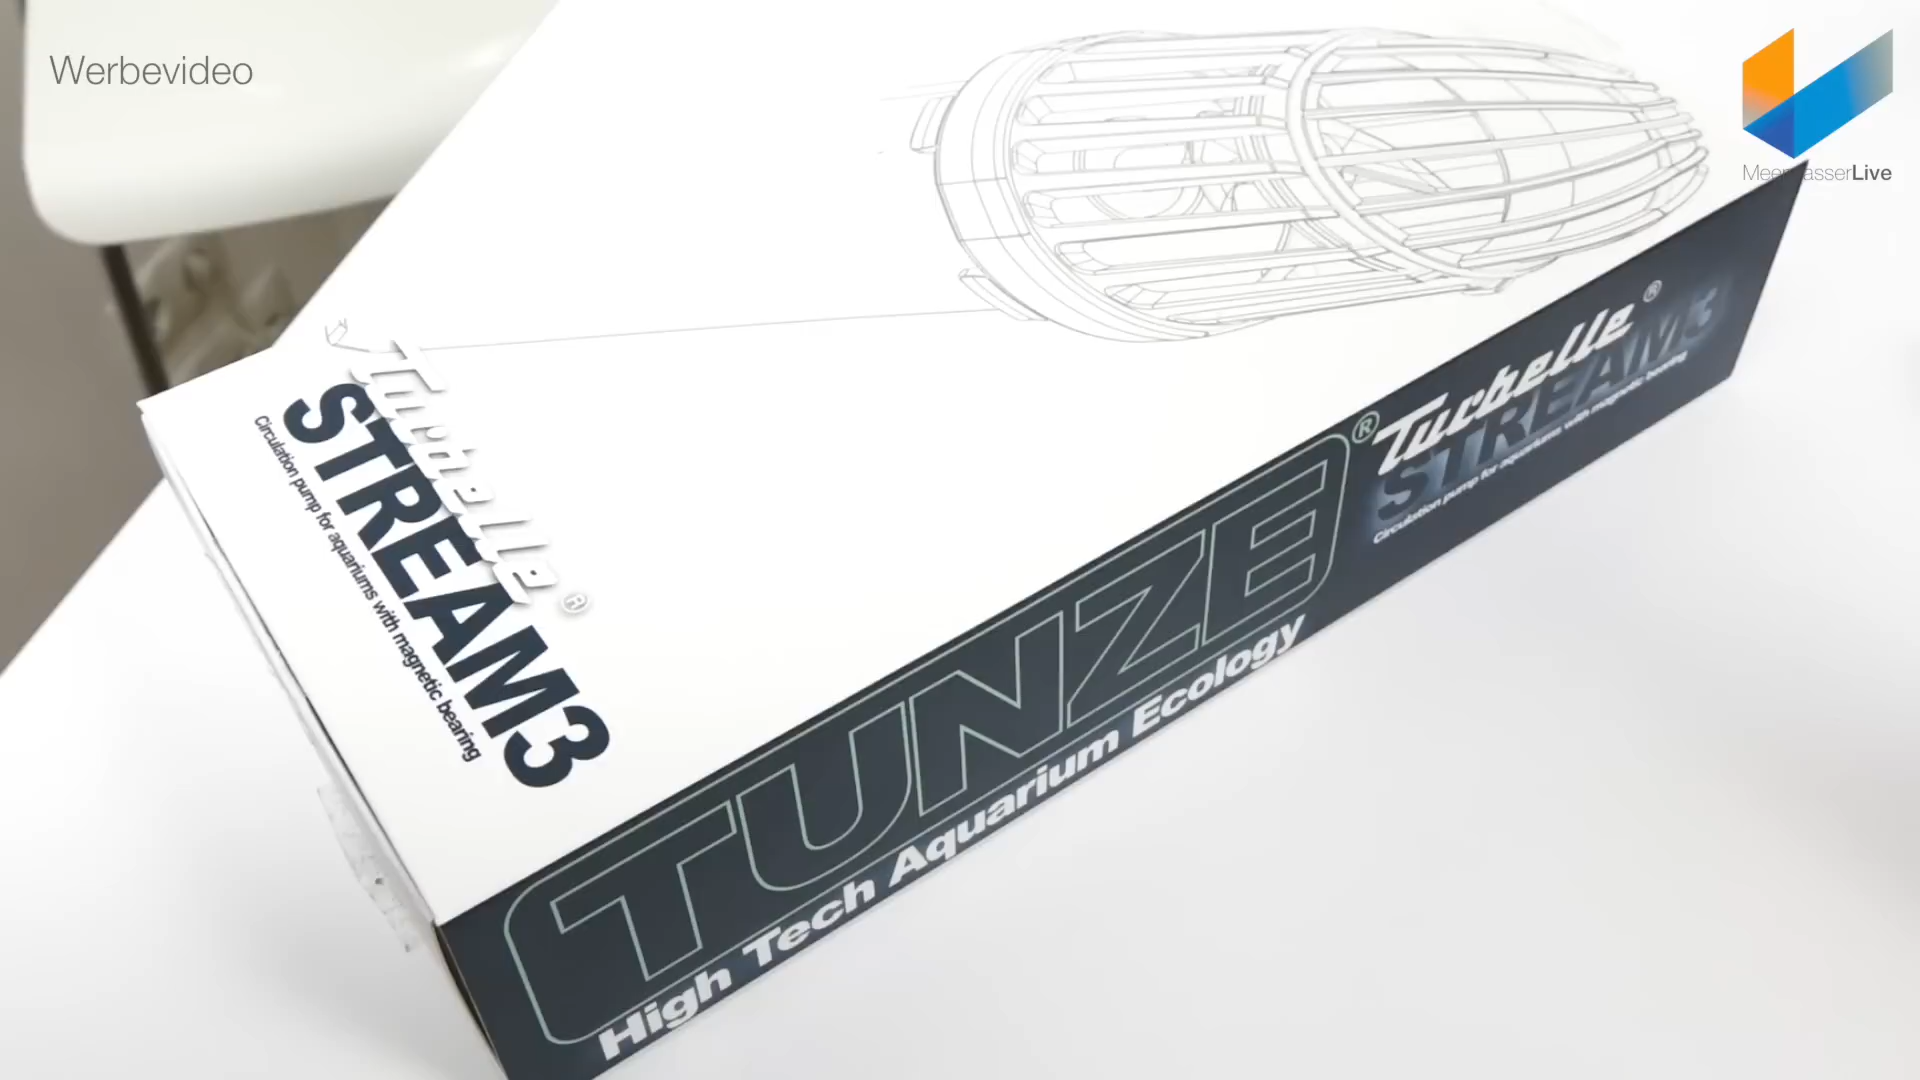 Werbevideo
MeerwasserLive
Turbelle®
STREAM3
Circulation pump for aquariums with magnetic bearing
TUNZE®
High Tech Aquarium Ecology
Turbelle®
STREAM3
Circulation pump for aquariums with magnetic bearing